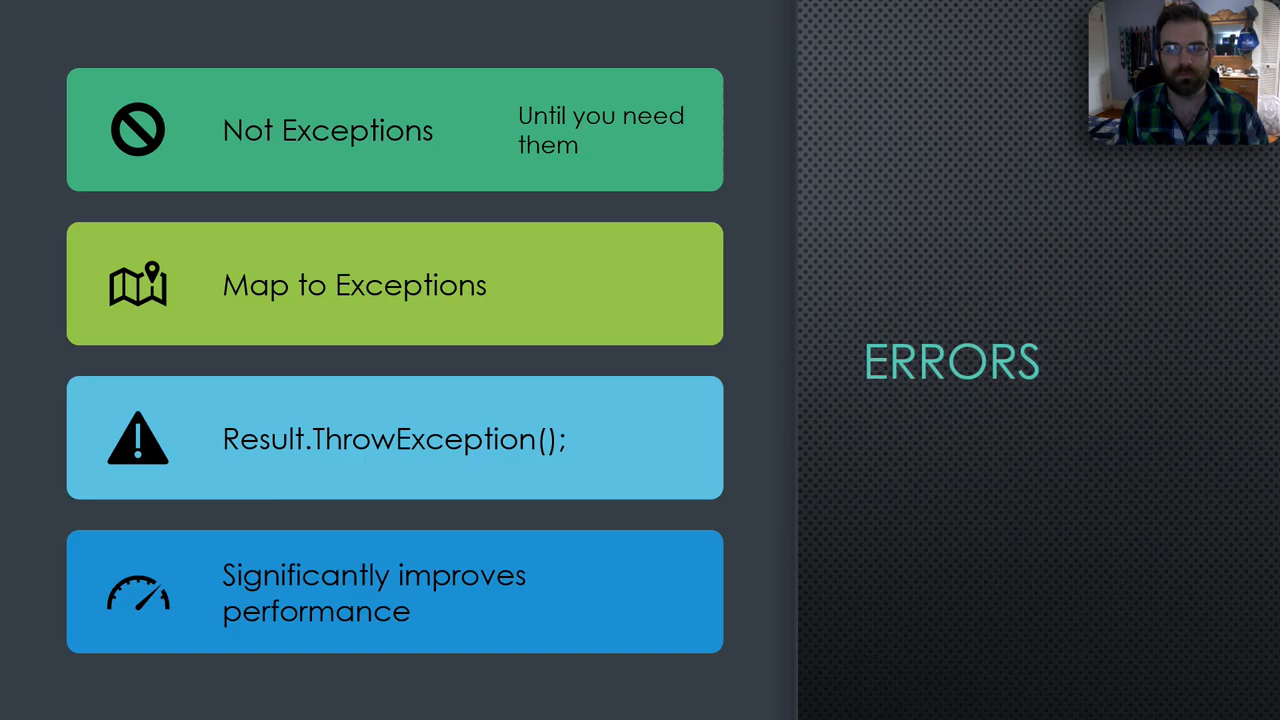 Not Exceptions
Until you need
them
Map to Exceptions
Result.ThrowException();
Significantly improves
performance
ERRORS